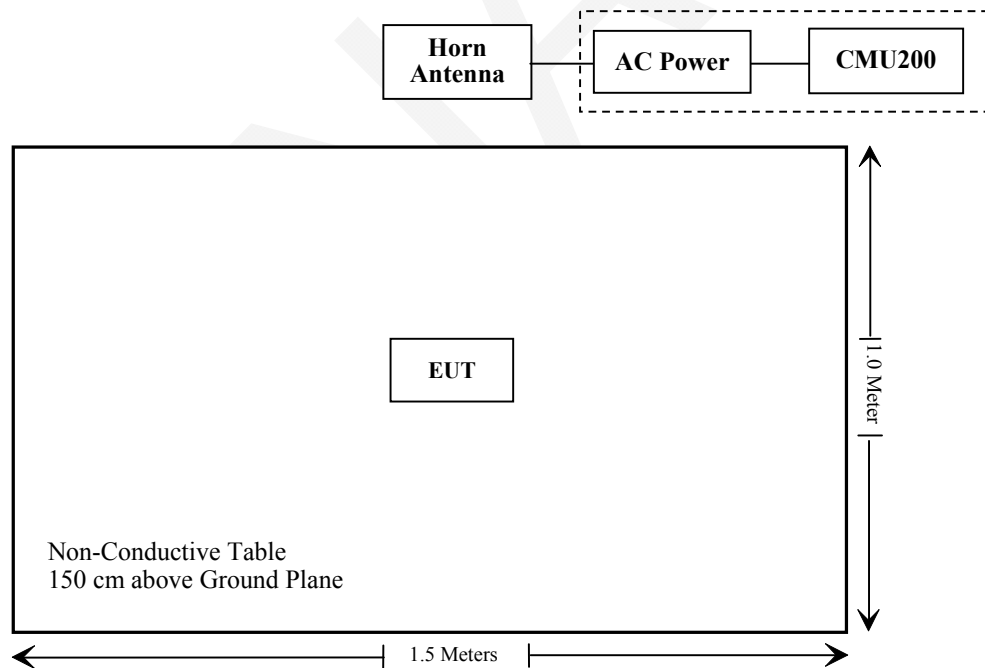 Horn
Antenna
AC Power
CMU200
EUT
1.0 Meter
Non-Conductive Table
150 cm above Ground Plane
1.5 Meters